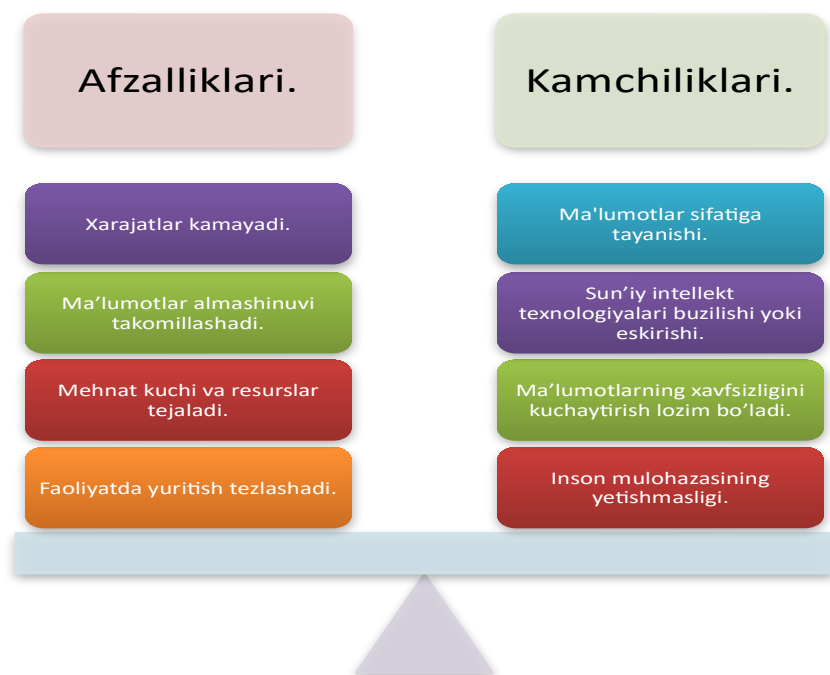 Afzalliklari.
Xarajatlar kamayadi.
Ma’lumotlar almashinuvi
takomillashadi.
Mehnat kuchi va resurslar
tejaladi.
Faoliyatda yuritish tezlashadi.
Kamchiliklari.
Ma'lumotlar sifatiga
tayanishi.
Sun’iy intellekt
texnologiyalari buzilishi yoki
eskirishi.
Ma’lumotlarning xavfsizligini
kuchaytirish lozim bo’ladi.
Inson mulohazasining
yetishmasligi.